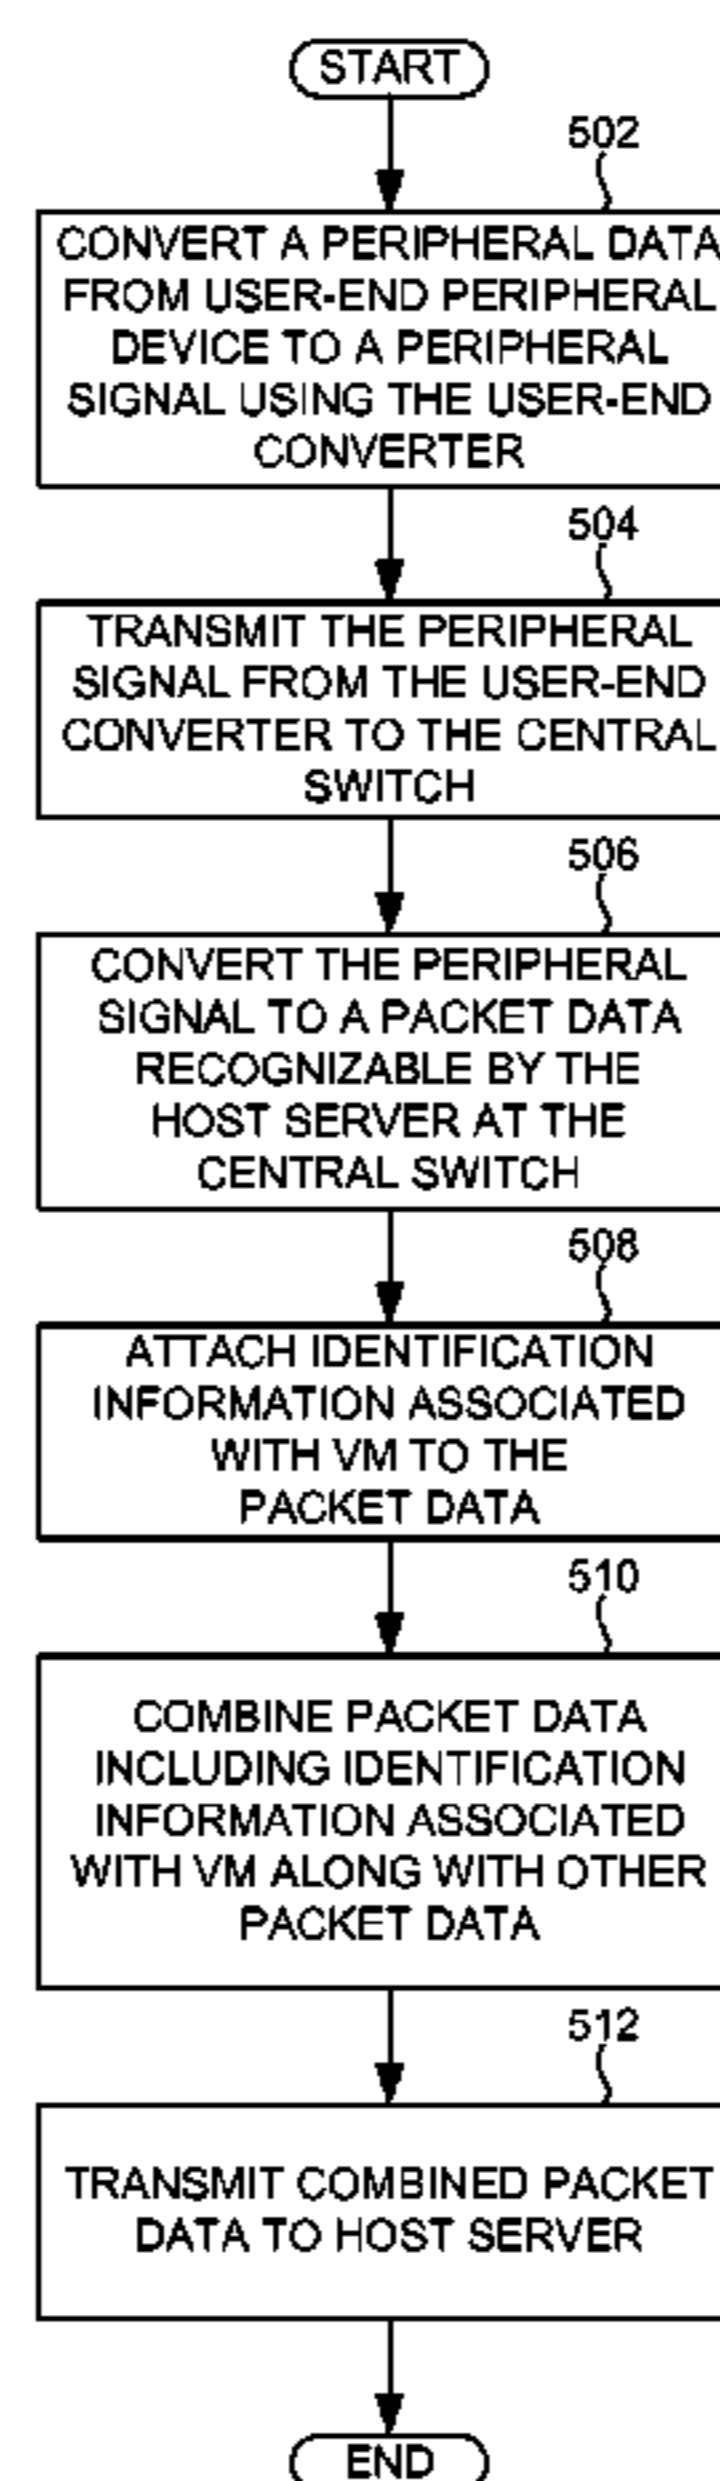 START
502
CONVERT A PERIPHERAL DATA
FROM USER-END PERIPHERAL
DEVICE TO A PERIPHERAL
SIGNAL USING THE USER-END
CONVERTER
504
TRANSMIT THE PERIPHERAL
SIGNAL FROM THE USER-END
CONVERTER TO THE CENTRAL
SWITCH
506
CONVERT THE PERIPHERAL
SIGNAL TO A PACKET DATA
RECOGNIZABLE BY THE
HOST SERVER AT THE
CENTRAL SWITCH
508
ATTACH IDENTIFICATION
INFORMATION ASSOCIATED
WITH VM TO THE
PACKET DATA
510
COMBINE PACKET DATA
INCLUDING IDENTIFICATION
INFORMATION ASSOCIATED
WITH VM ALONG WITH OTHER
PACKET DATA
512
TRANSMIT COMBINED PACKET
DATA TO HOST SERVER
END